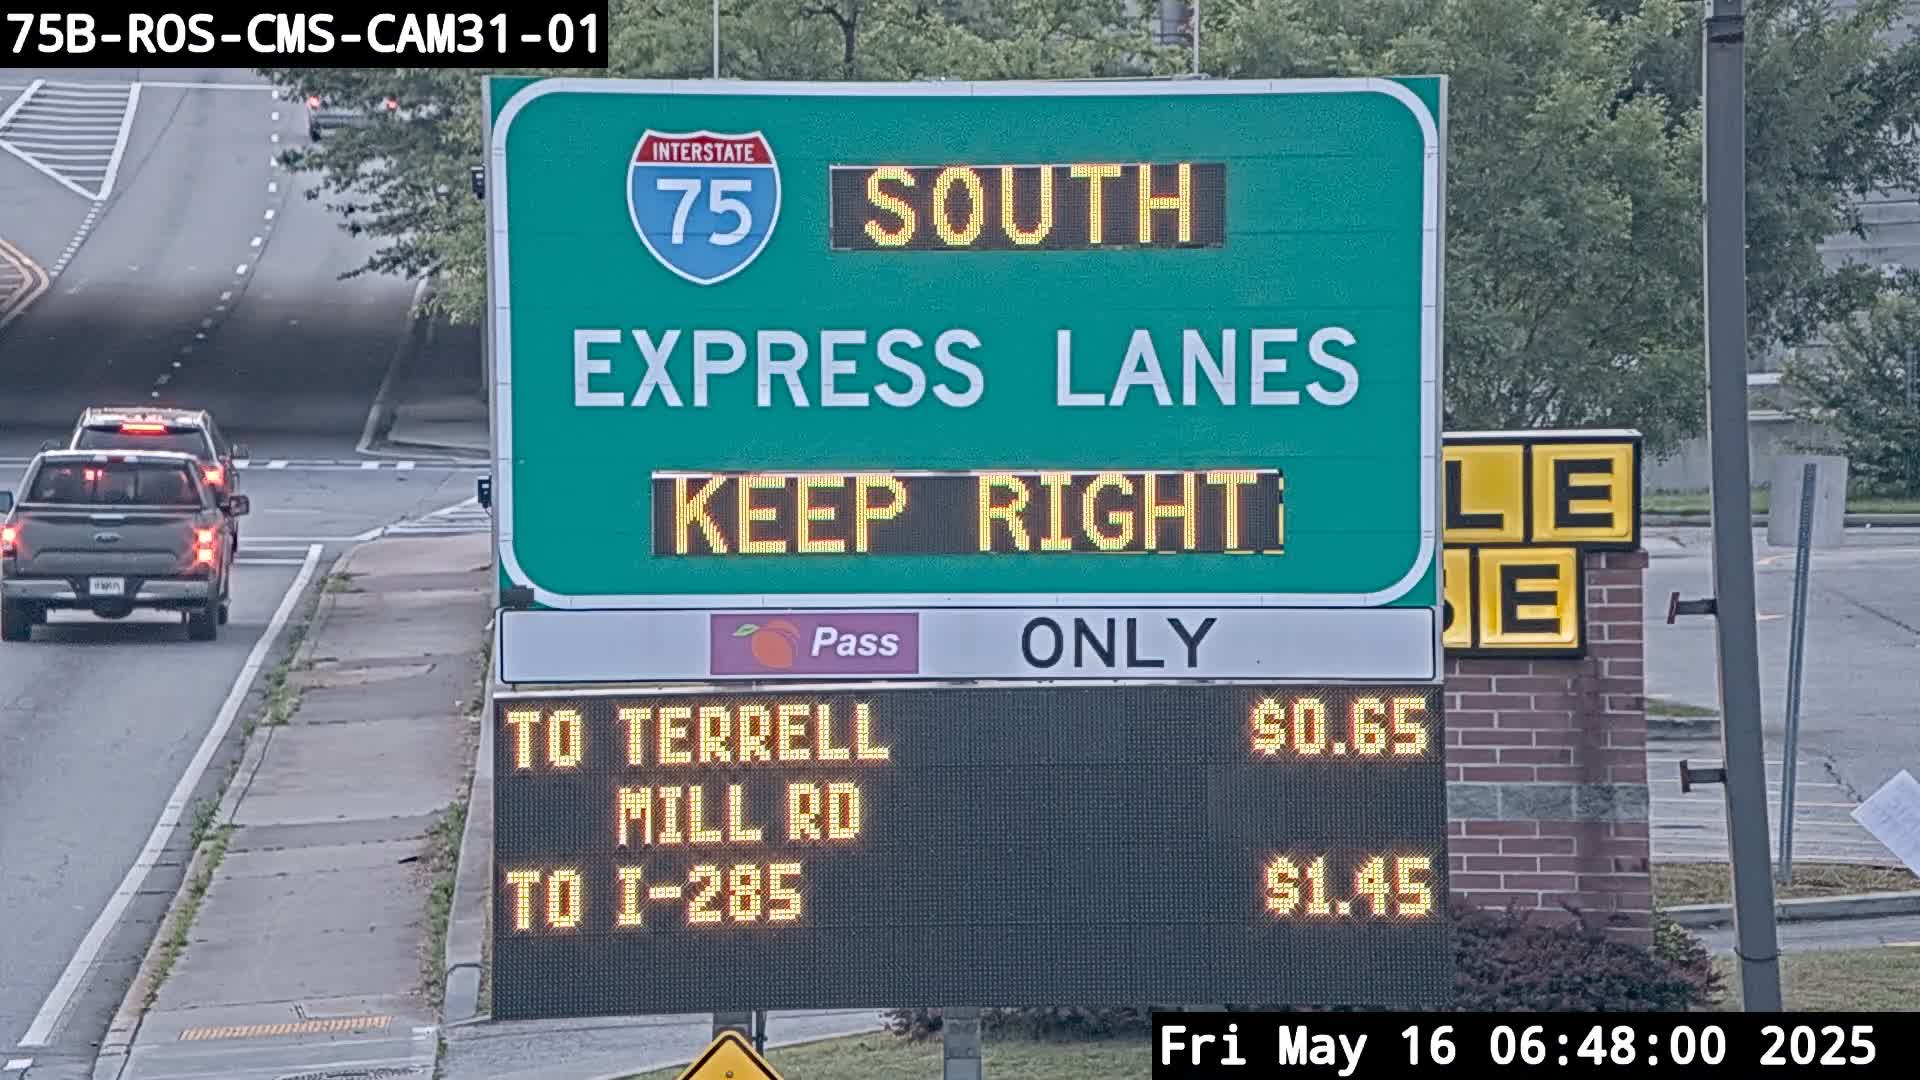 75B-ROS-CMS-CAM31-01
INTERSTATE
75
SOUTH
EXPRESS LANES
KEEP RIGHT
Pass ONLY
TO TERRELL $0.65
MILL RD
TO I-285 $1.45
LE
E
Fri May 16 06:48:00 2025